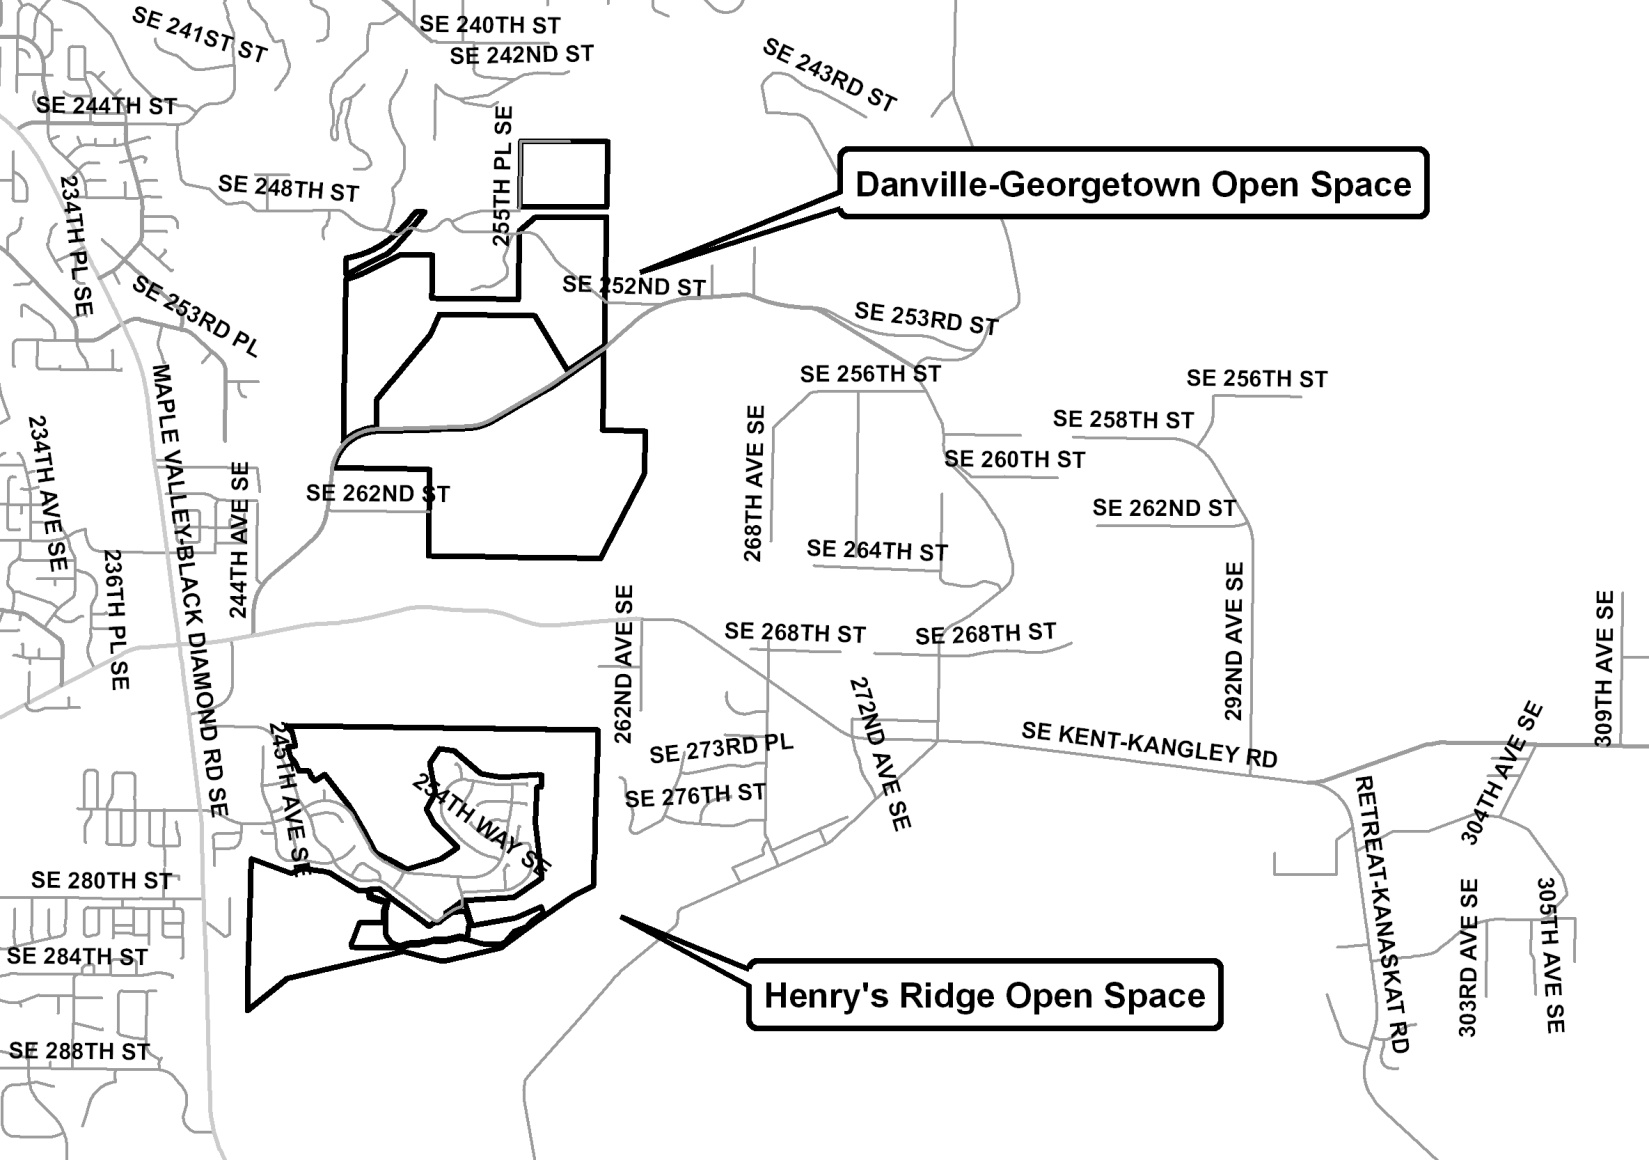 SE 240TH ST
SE 241ST ST
SE 242ND ST
SE 243RD ST
SE 244TH ST
255TH PL SE
Danville-Georgetown Open Space
SE 248TH ST
234TH PL SE
SE 252ND ST
SE 253RD PL
SE 253RD ST
SE 256TH ST
SE 256TH ST
MAPLE VALLEY-BLACK DIAMOND RD SE
SE 258TH ST
234TH AVE SE
268TH AVE SE
SE 260TH ST
244TH AVE SE
SE 262ND ST
SE 262ND ST
236TH PL SE
SE 264TH ST
292ND AVE SE
262ND AVE SE
309TH AVE SE
SE 268TH ST
SE 268TH ST
272ND AVE SE
SE KENT-KANGLEY RD
304TH AVE SE
245TH AVE SE
SE 273RD PL
254TH WAY SE
SE 276TH ST
RETREAT-KANASKAT RD
SE 280TH ST
303RD AVE SE
305TH AVE SE
SE 284TH ST
Henry's Ridge Open Space
SE 288TH ST